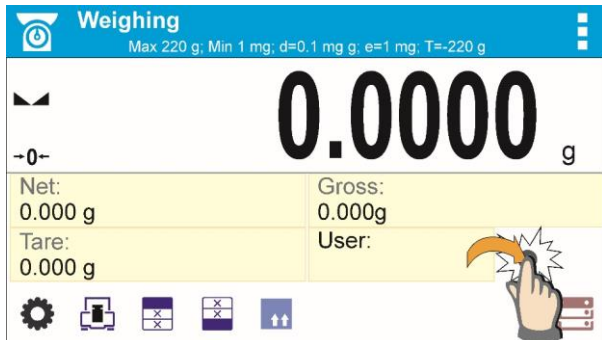 Weighing
Max 220 g; Min 1 mg; d=0.1 mg g; e=1 mg; T=-220 g
0.0000 g
→0←
Net:
0.000 g
Gross:
0.000g
Tare:
0.000 g
User: